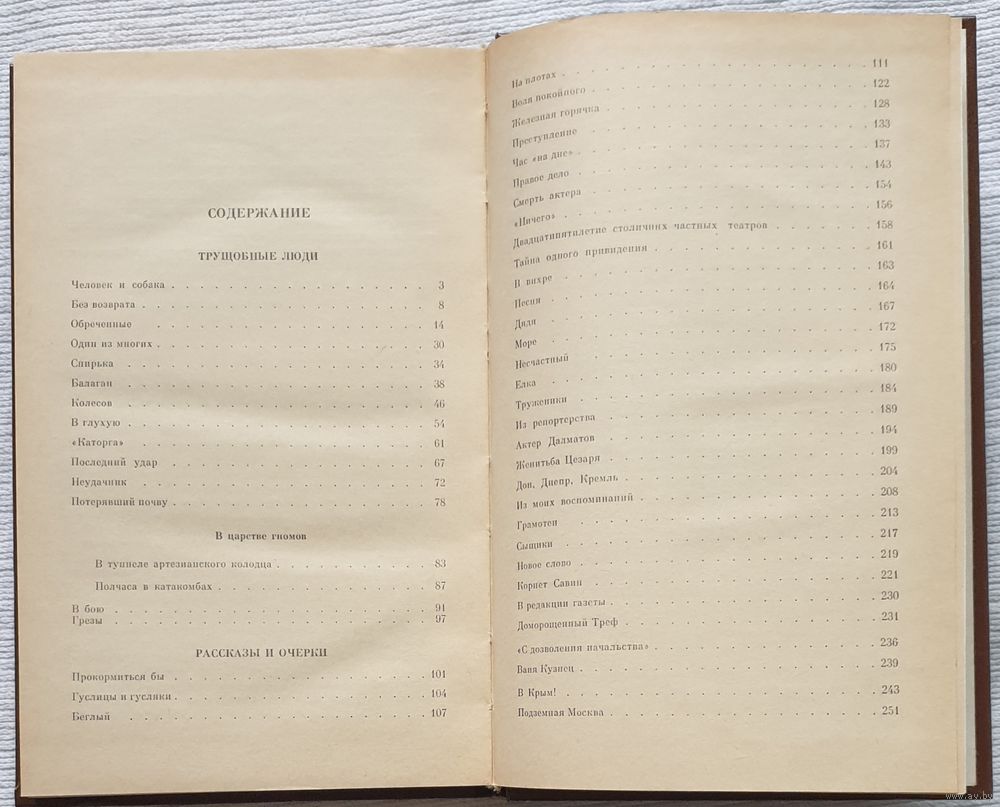 СОДЕРЖАНИЕ
ТРУЩОБНЫЕ ЛЮДИ
Человек и собака . . . 3
Без возврата . . . 8
Обреченные . . . 14
Один из многих . . . 30
Спирька . . . 34
Балаган . . . 38
Колесов . . . 46
В глухую . . . 54
«Каторга» . . . 61
Последний удар . . . 67
Неудачник . . . 72
Потерявший почву . . . 78
В царстве гномов
В туннеле артезианского колодца . . . 83
Полчаса в катакомбах . . . 87
В бою . . . 91
Грезы . . . 97
РАССКАЗЫ И ОЧЕРКИ
Прокормиться бы . . . 101
Гуслицы и гусляки . . . 104
Беглый . . . 107
На плотах . . . 111
Воля покойного . . . 122
Железная горячка . . . 128
Преступление . . . 133
Час «на дне» . . . 137
Правое дело . . . 143
Смерть актера . . . 154
«Ничего» . . . 156
Двадцатипятилетие столичных частных театров . . . 158
Тайна одного привидения . . . 161
В вихре . . . 163
Песня . . . 164
Дядя . . . 167
Море . . . 172
Несчастный . . . 175
Елка . . . 180
Труженики . . . 184
Из репортерства . . . 189
Актер Далматов . . . 194
Женитьба Цезаря . . . 199
Дон, Днепр, Кремль . . . 204
Из моих воспоминаний . . . 208
Грамотеи . . . 213
Сыщики . . . 217
Новое слово . . . 219
Корнет Савин . . . 221
В редакции газеты . . . 230
Доморощенный Треф . . . 231
«С дозволения начальства» . . . 236
Ваня Кузнец . . . 239
В Крым! . . . 243
Подземная Москва . . . 251
www.ay.by